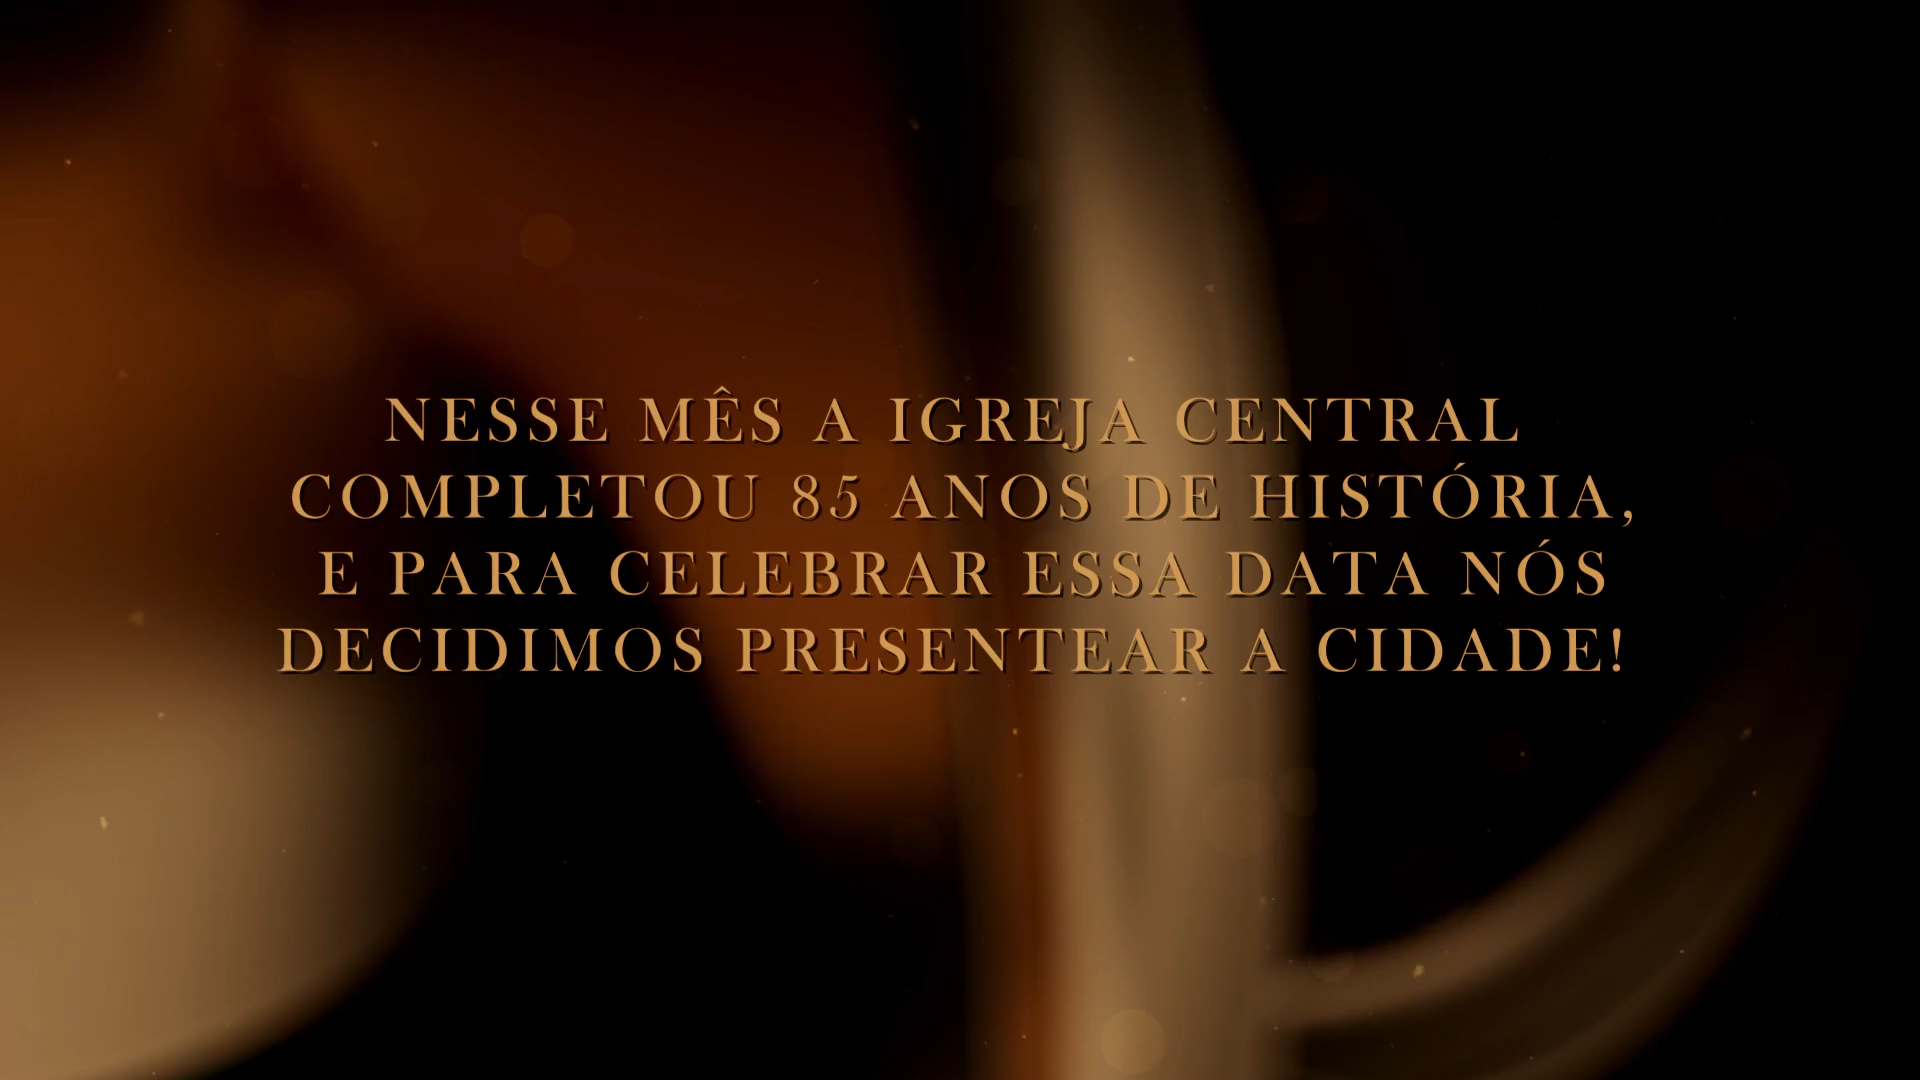 NESSE MÊS A IGREJA CENTRAL
COMPLETOU 85 ANOS DE HISTÓRIA,
E PARA CELEBRAR ESSA DATA NÓS
DECIDIMOS PRESENTEAR A CIDADE!